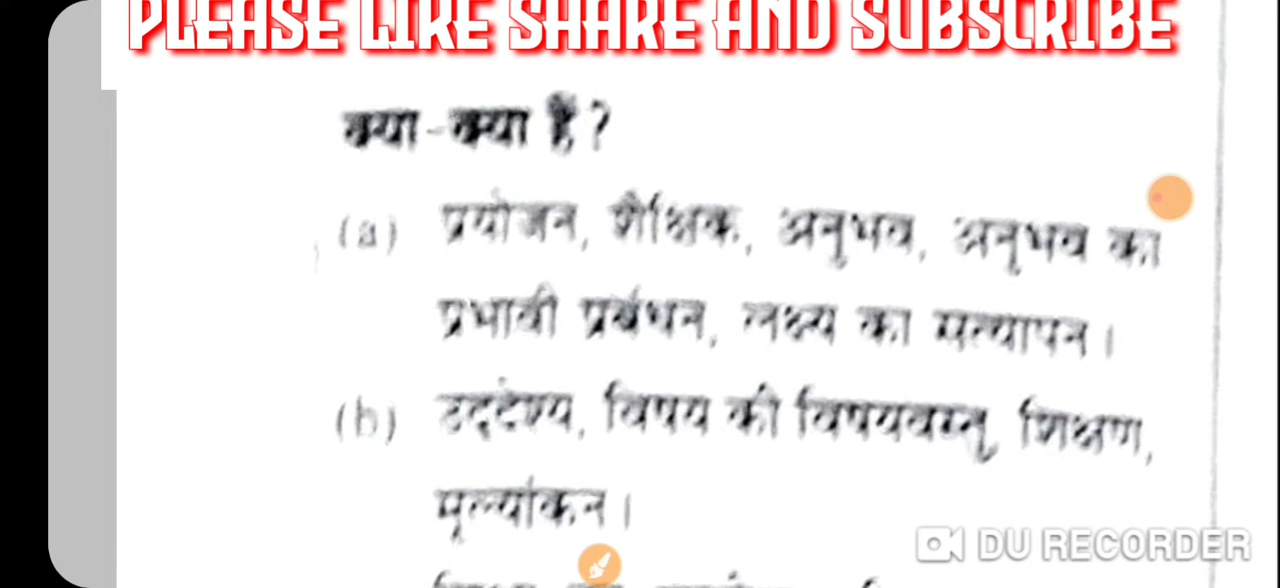 PLEASE LIKE SHARE AND SUBSCRIBE
क्या-क्या हैं?
(a) प्रयोजन, शैक्षिक, अनुभव, अनुभव का
प्रभावी प्रबंधन, लक्ष्य का सत्यापन।
(b) उद्देश्य, विषय की विषयवस्तु, शिक्षण,
मूल्यांकन।
DU RECORDER